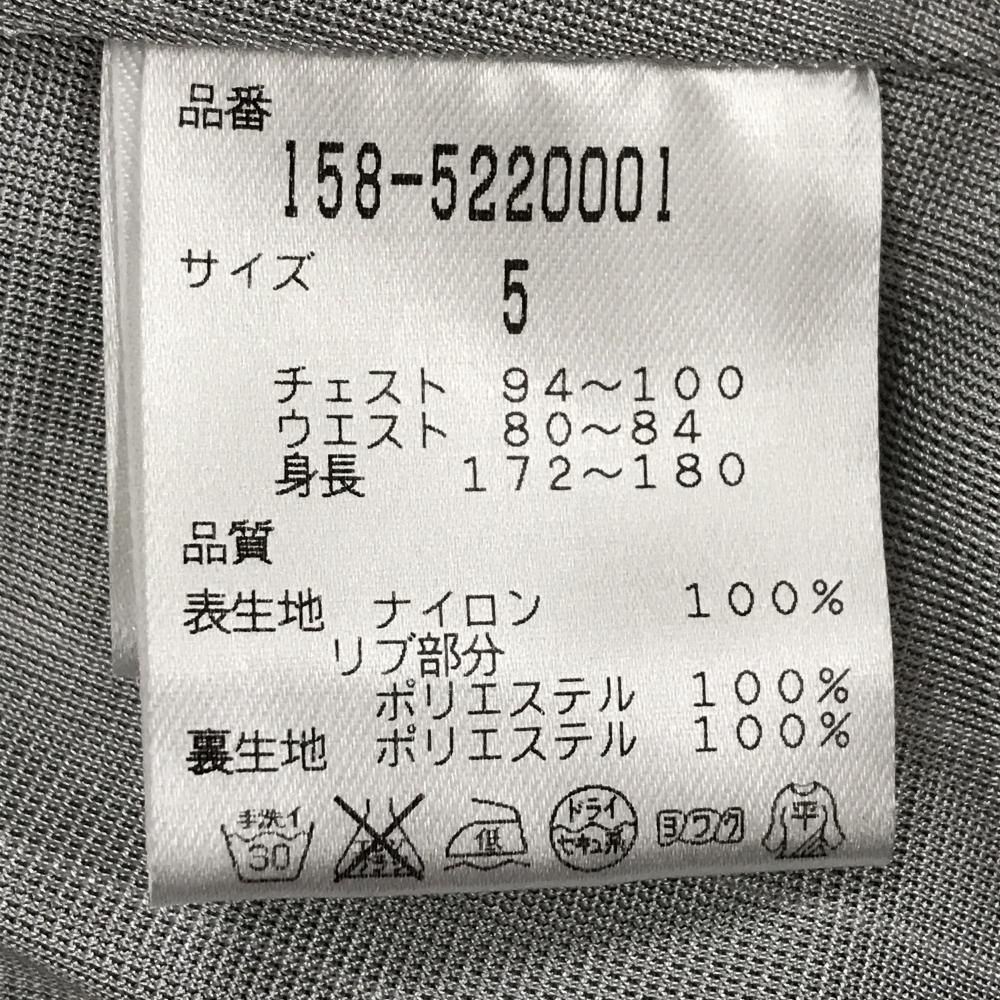 品番
158-5220001
サイズ 5
チェスト 94～100
ウエスト 80～84
身長 172～180
品質
表生地 ナイロン 100%
リブ部分
ポリエステル 100%
裏生地 ポリエステル 100%
手洗イ 30 低 ドライ セキユ系 ヨワク 平